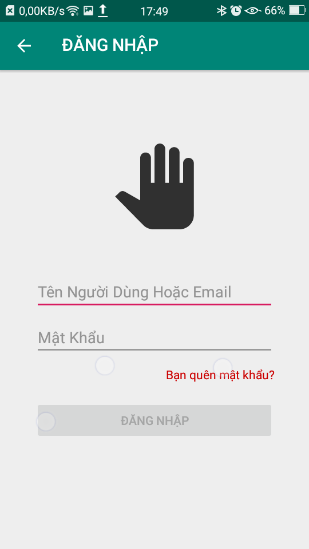 0,00KB/s 17:49 66%
ĐĂNG NHẬP
Tên Người Dùng Hoặc Email
Mật Khẩu
Bạn quên mật khẩu?
ĐĂNG NHẬP